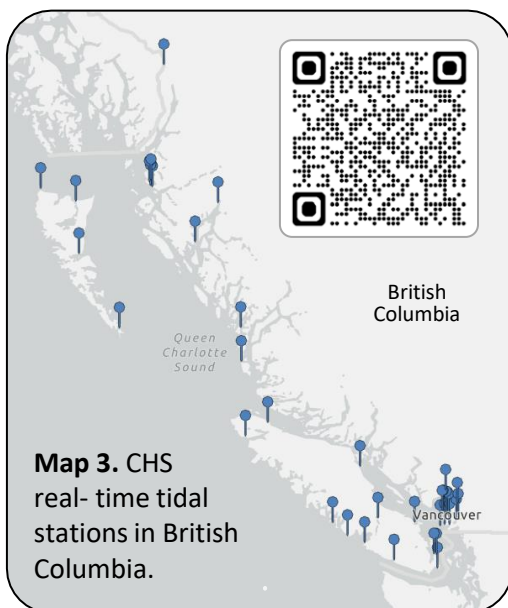 British
Columbia
Queen
Charlotte
Sound
Map 3. CHS
real- time tidal
stations in British
Columbia.
Vancouver